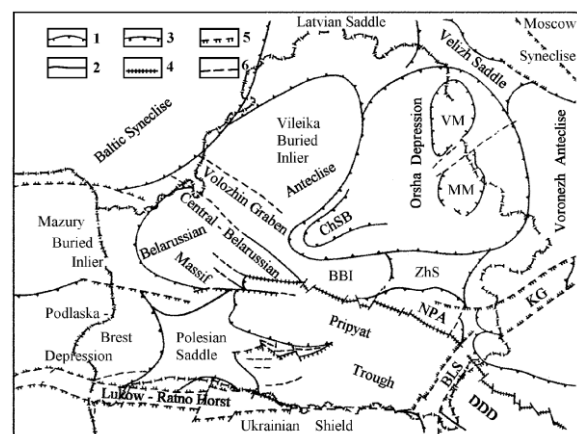 1
3
5
2
4
6
Latvian Saddle
Moscow
Syneclise
Velizh Saddle
Baltic Syneclise
Vileika
Buried
Inlier
Anteclise
Orsha Depression
VM
MM
Voronezh Anteclise
Volozhin Graben
ChSB
Central - Belarussian
Mazury
Buried
Inlier
Belarussian
Massif
BBI
ZhS
KG
NPA
Podlaska -
Depression
Brest
Polesian
Saddle
Pripyat
Trough
BLS
DDD
Lukow - Ratno Horst
Ukrainian Shield